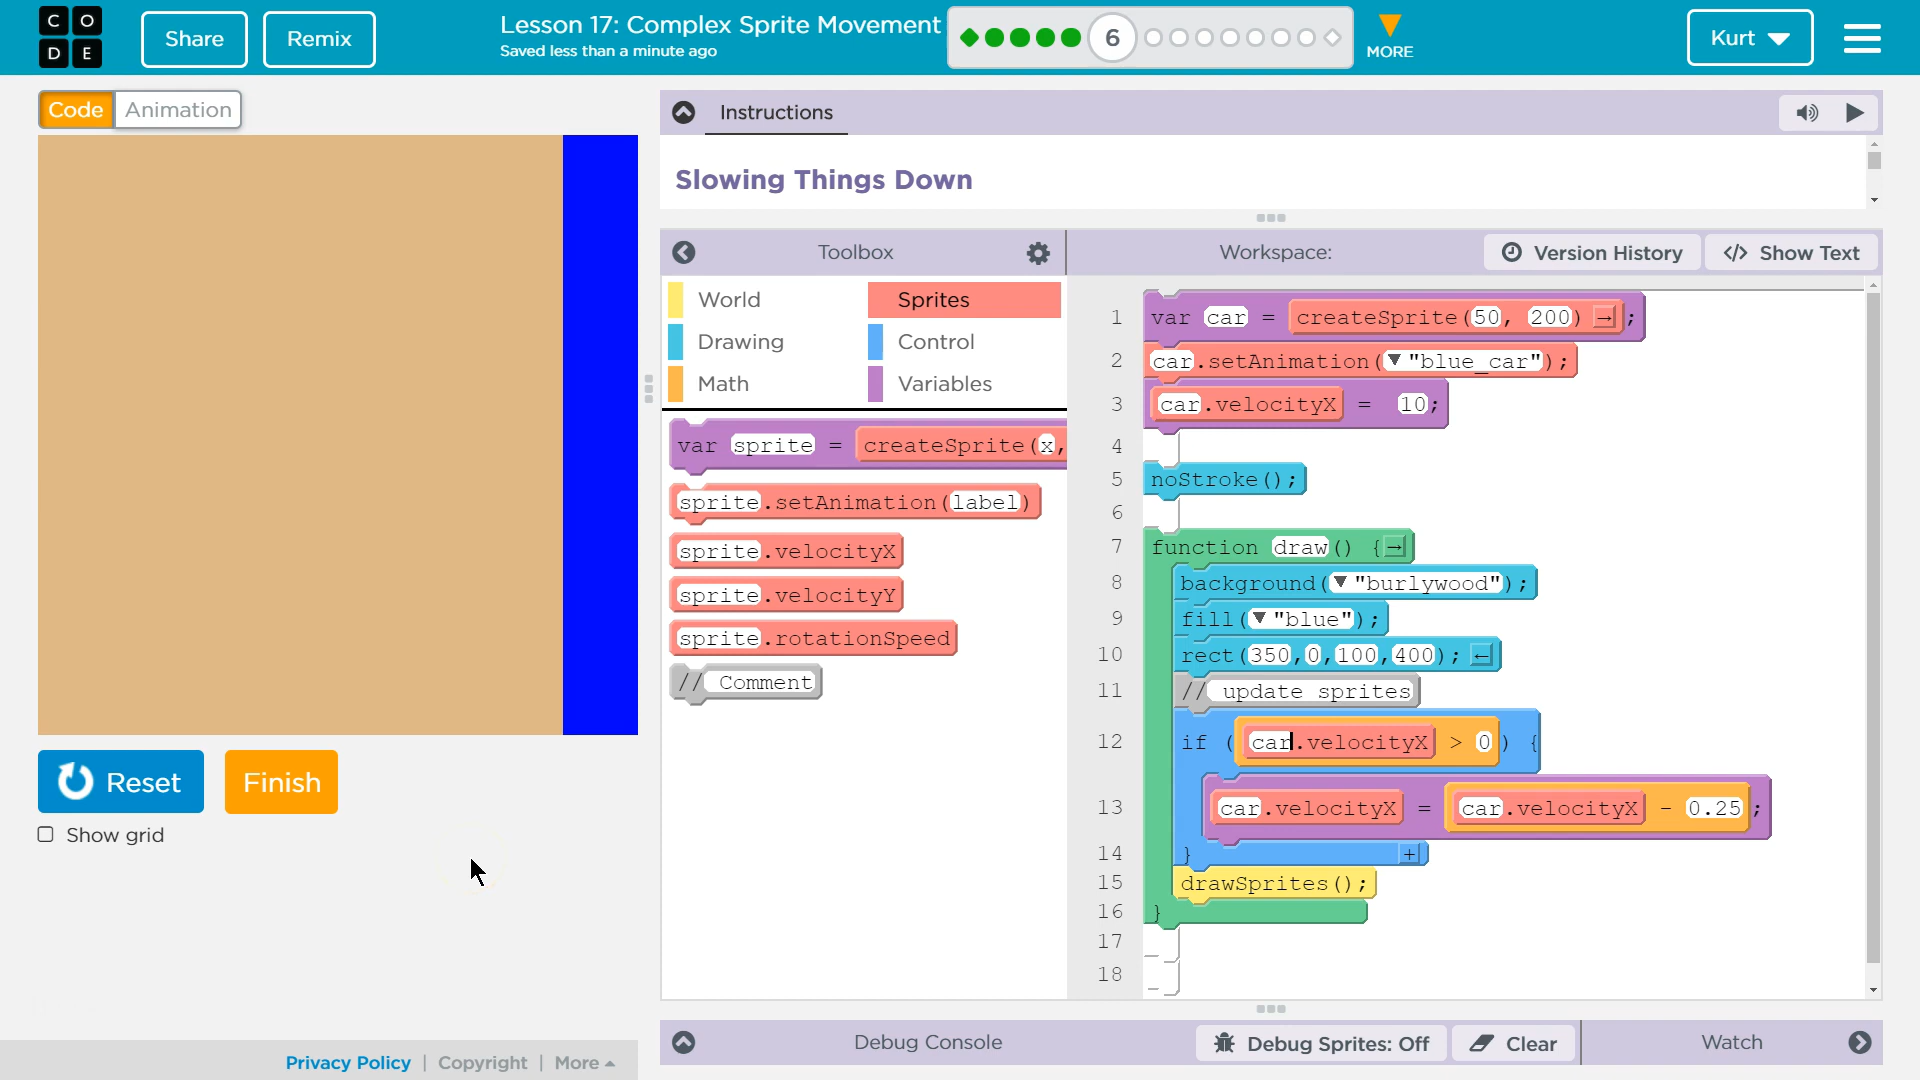 C O
D E
Share
Remix
Lesson 17: Complex Sprite Movement
Saved less than a minute ago
6
MORE
Kurt
Code
Animation
Instructions
Slowing Things Down
Toolbox
Workspace:
Version History
</> Show Text
World
Sprites
Drawing
Control
Math
Variables
var sprite = createSprite(x,
sprite.setAnimation(label)
sprite.velocityX
sprite.velocityY
sprite.rotationSpeed
// Comment
1 var car = createSprite(50, 200) → ;
2 car.setAnimation(▼ "blue_car");
3 car.velocityX = 10;
4
5 noStroke();
6
7 function draw() {→
8 background(▼ "burlywood");
9 fill(▼ "blue");
10 rect(350,0,100,400); ←
11 // update sprites
12 if (car.velocityX > 0) {
13 car.velocityX = car.velocityX - 0.25;
14 } +
15 drawSprites();
16 }
17
18
Reset
Finish
Show grid
Debug Console
Debug Sprites: Off
Clear
Watch
Privacy Policy | Copyright | More